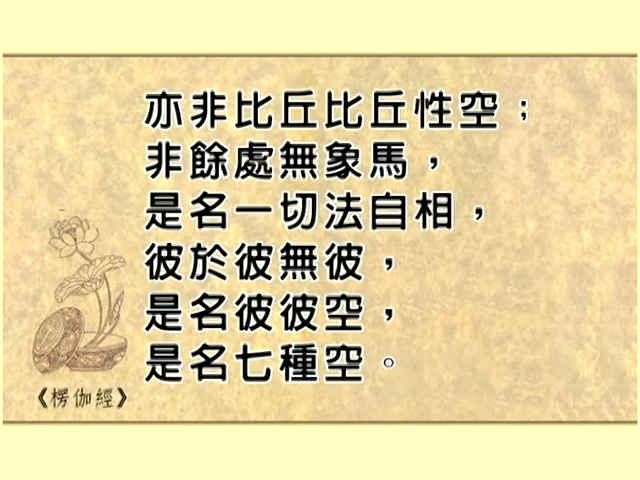 亦非比丘比丘性空；
非餘處無象馬，
是名一切法自相，
彼於彼無彼，
是名彼彼空，
是名七種空。
《楞伽經》